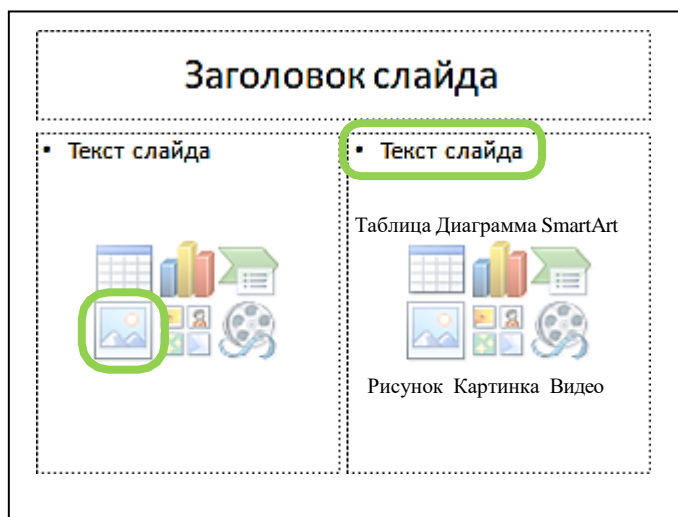 Заголовок слайда
• Текст слайда
• Текст слайда
Таблица Диаграмма SmartArt
Рисунок Картинка Видео